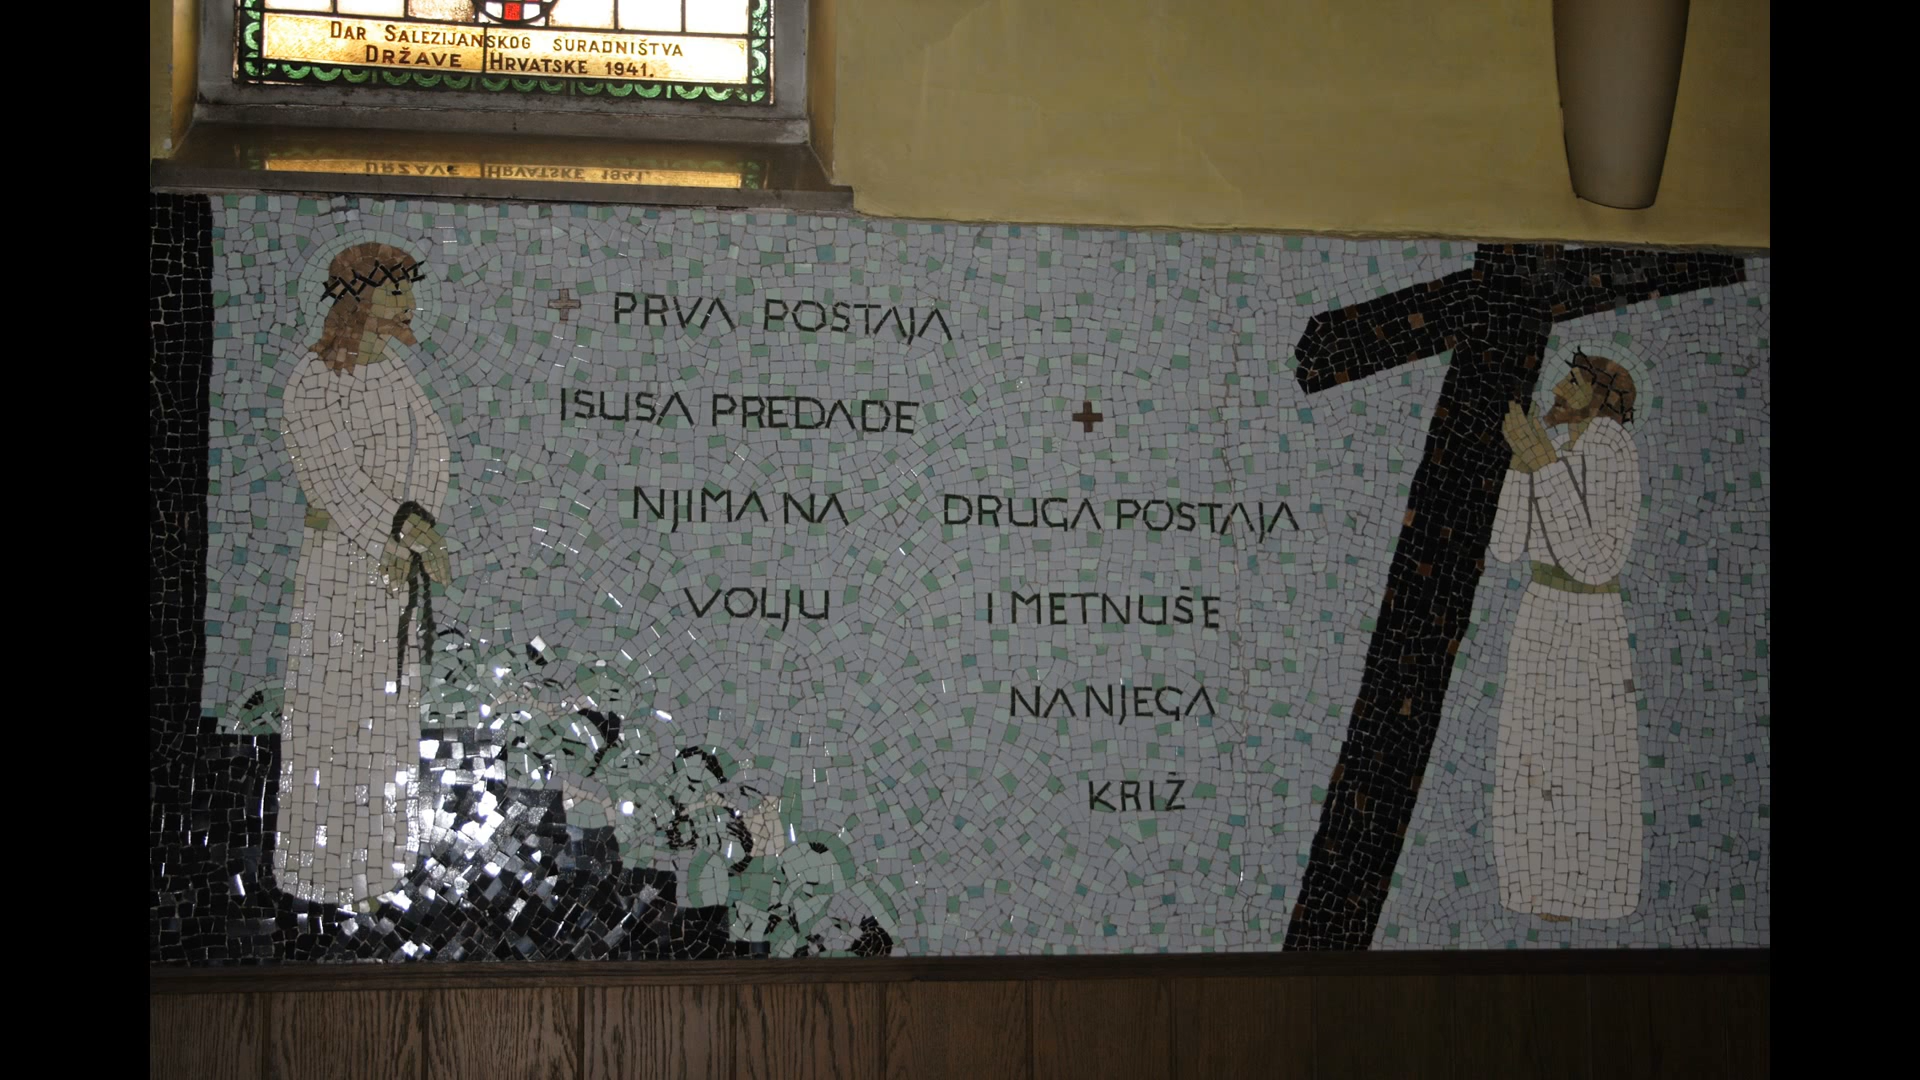 DAR SALEZIJANSKOG SURADNIŠTVA
DRŽAVE HRVATSKE 1941.
PRVA POSTAJA
ISUSA PREDADE
NJIMA NA
VOLJU
DRUGA POSTAJA
I METNUŠE
NA NJEGA
KRIŽ